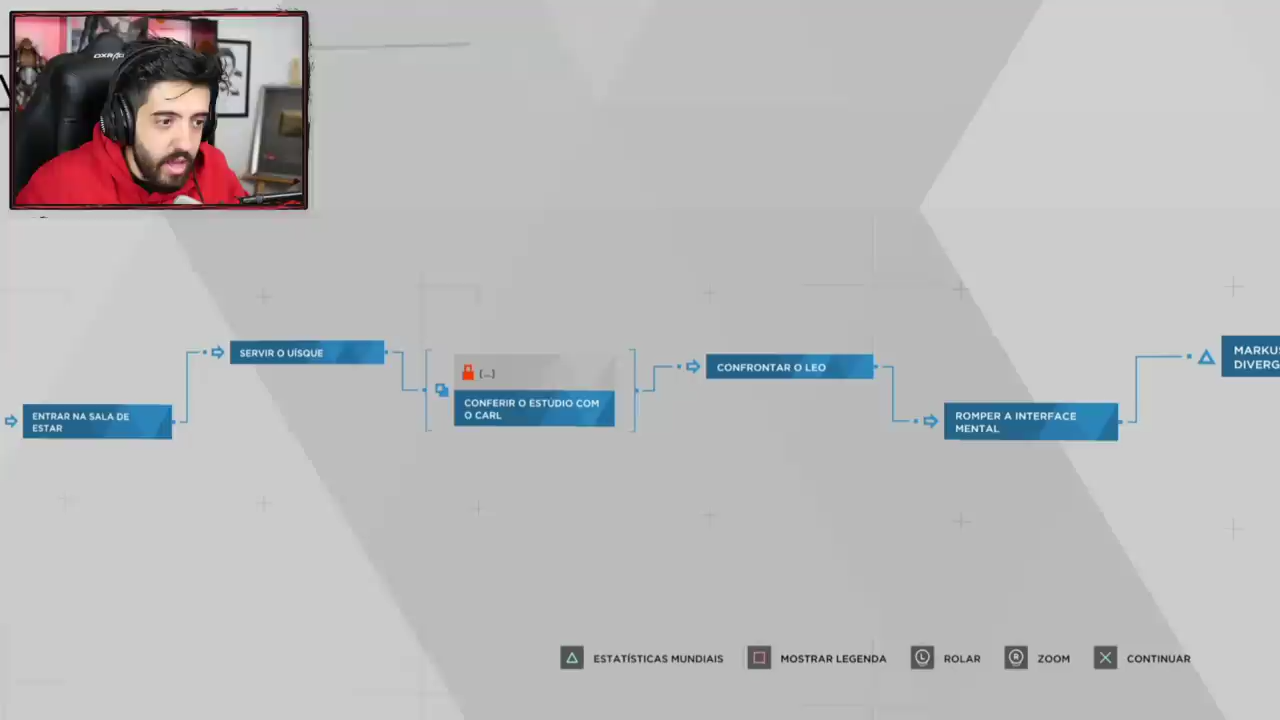 SERVIR O UÍSQUE
[...]
CONFERIR O ESTÚDIO COM
O CARL
CONFRONTAR O LEO
ENTRAR NA SALA DE
ESTAR
ROMPER A INTERFACE
MENTAL
MARKUS
DIVERG
ESTATÍSTICAS MUNDIAIS
MOSTRAR LEGENDA
L
ROLAR
R
ZOOM
CONTINUAR